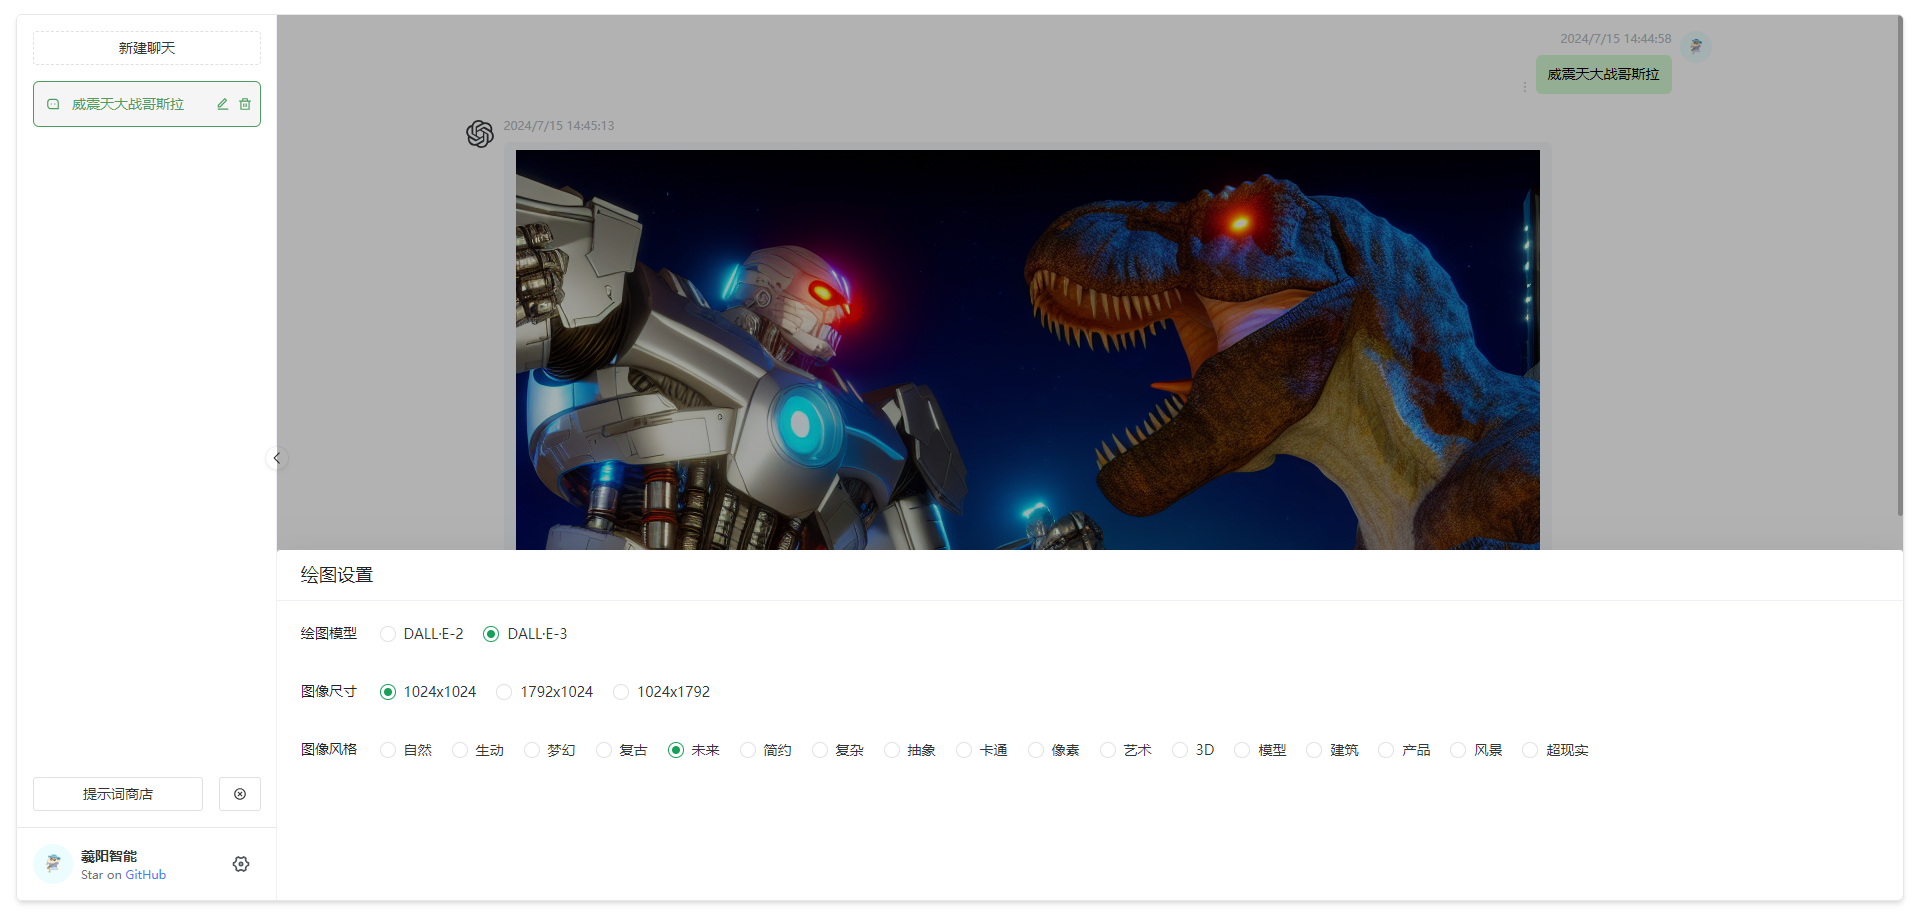 新建聊天
威震天大战哥斯拉
提示词商店
義阳智能
Star on GitHub
2024/7/15 14:44:58
威震天大战哥斯拉
2024/7/15 14:45:13
绘图设置
绘图模型 DALL·E-2 DALL·E-3
图像尺寸 1024x1024 1792x1024 1024x1792
图像风格 自然 生动 梦幻 复古 未来 简约 复杂 抽象 卡通 像素 艺术 3D 模型 建筑 产品 风景 超现实